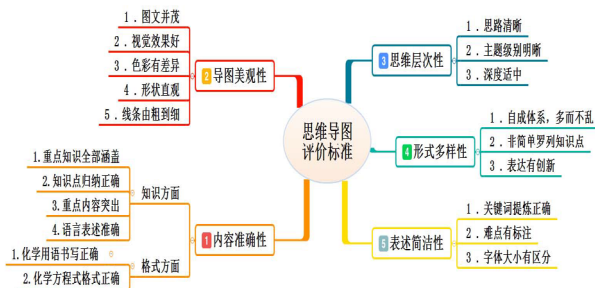 思维导图
评价标准
1 内容准确性
知识方面
1.重点知识全部涵盖
2.知识点归纳正确
3.重点内容突出
4.语言表述准确
格式方面
1.化学用语书写正确
2.化学方程式格式正确
2 导图美观性
1．图文并茂
2．视觉效果好
3．色彩有差异
4．形状直观
5．线条由粗到细
3 思维层次性
1．思路清晰
2．主题级别明晰
3．深度适中
4 形式多样性
1．自成体系，多而不乱
2．非简单罗列知识点
3．表达有创新
5 表述简洁性
1．关键词提炼正确
2．难点有标注
3．字体大小有区分